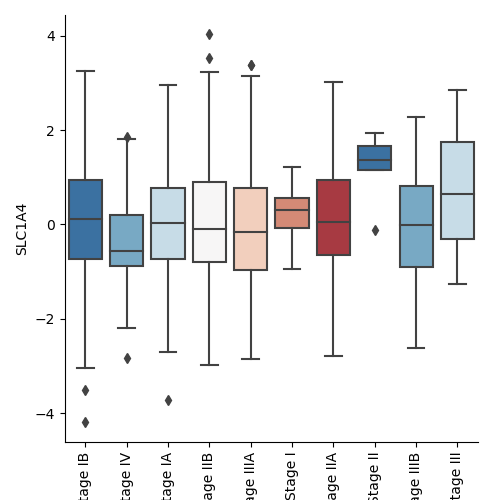 SLC1A4
4
2
0
−2
−4
tage IB
tage IV
tage IA
age IIB
age IIIA
Stage I
age IIA
Stage II
age IIIB
tage III